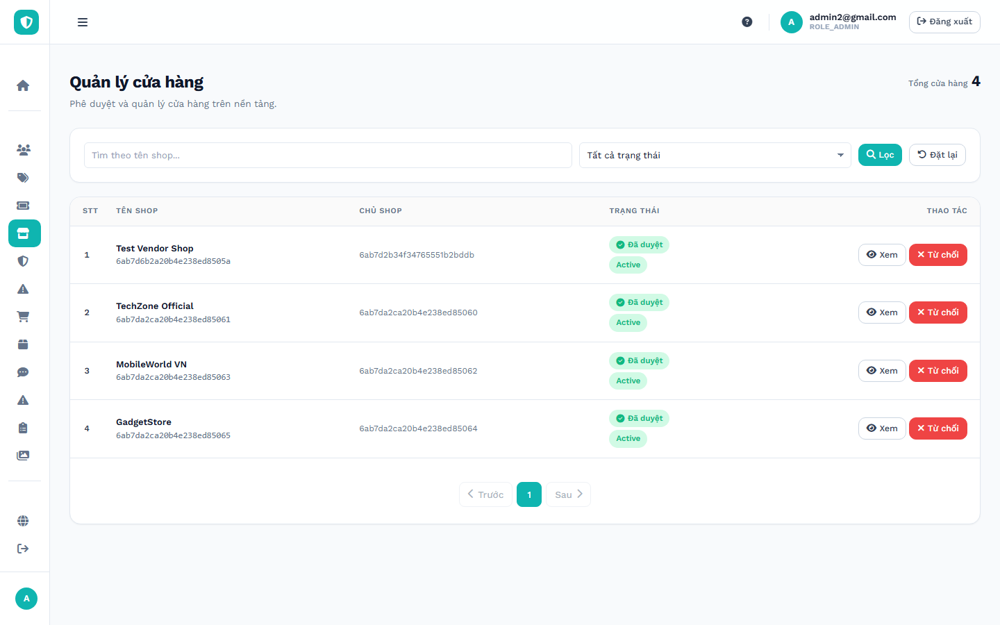 admin2@gmail.com
ROLE_ADMIN
Đăng xuất
A
Quản lý cửa hàng
Phê duyệt và quản lý cửa hàng trên nền tảng.
Tổng cửa hàng 4
Tìm theo tên shop...
Tất cả trạng thái
Lọc
Đặt lại
STT TÊN SHOP CHỦ SHOP TRẠNG THÁI THAO TÁC
1 Test Vendor Shop
6ab7d6b2a20b4e238ed8505a
6ab7d2b34f34765551b2bddb
Đã duyệt
Active
Xem
Từ chối
2 TechZone Official
6ab7da2ca20b4e238ed85061
6ab7da2ca20b4e238ed85060
Đã duyệt
Active
Xem
Từ chối
3 MobileWorld VN
6ab7da2ca20b4e238ed85063
6ab7da2ca20b4e238ed85062
Đã duyệt
Active
Xem
Từ chối
4 GadgetStore
6ab7da2ca20b4e238ed85065
6ab7da2ca20b4e238ed85064
Đã duyệt
Active
Xem
Từ chối
Trước 1 Sau
A